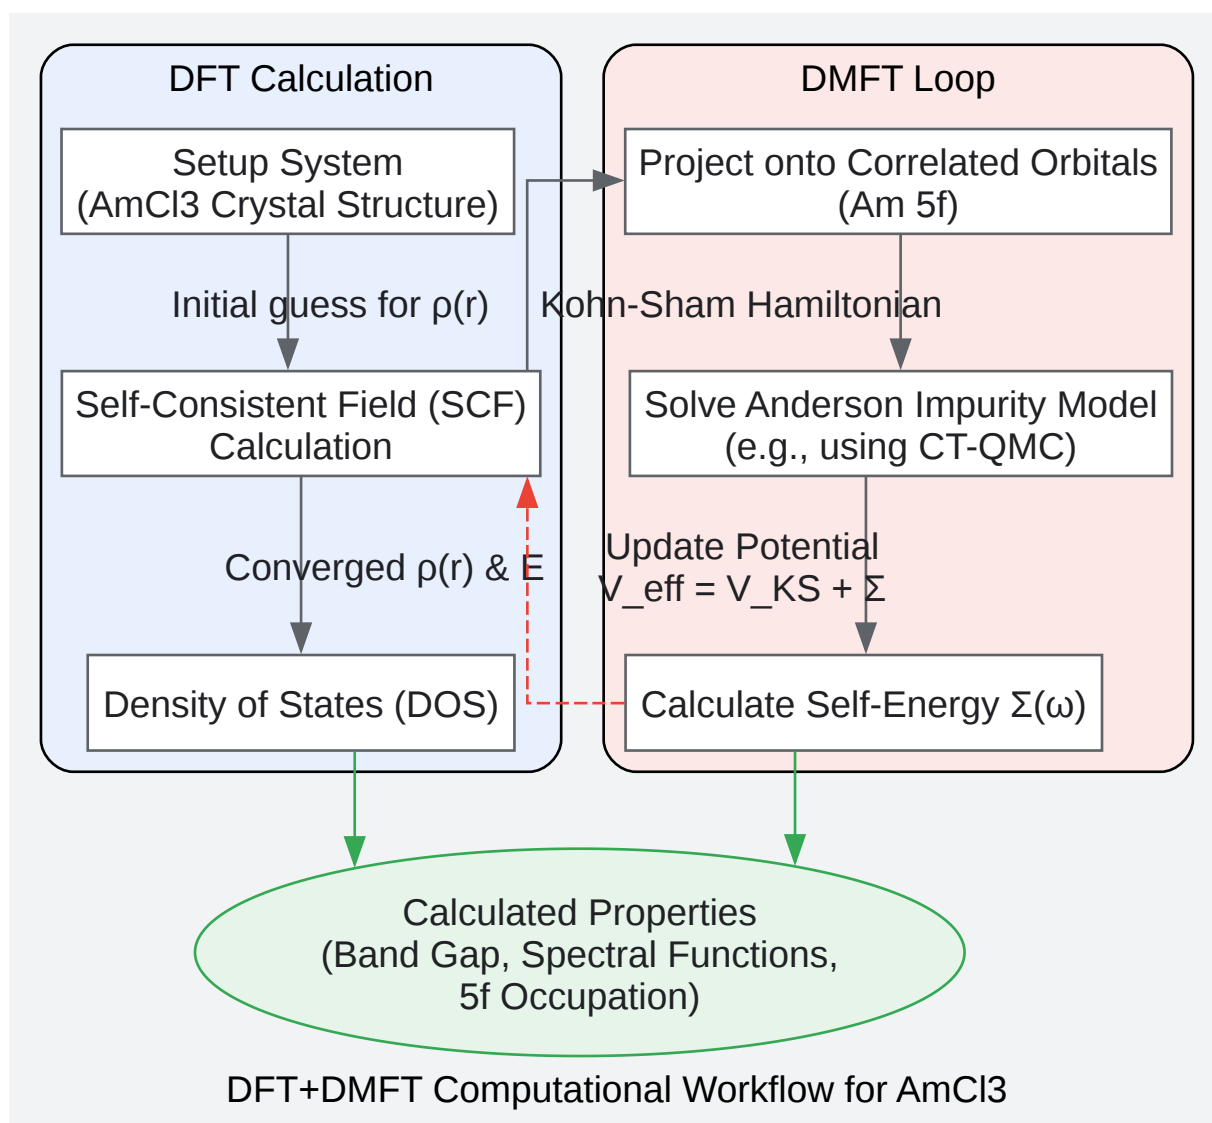 DFT Calculation
Setup System
(AmCl3 Crystal Structure)
Initial guess for ρ(r)
Self-Consistent Field (SCF)
Calculation
Converged ρ(r) & E
Density of States (DOS)
DMFT Loop
Project onto Correlated Orbitals
(Am 5f)
Kohn-Sham Hamiltonian
Solve Anderson Impurity Model
(e.g., using CT-QMC)
Update Potential
V_eff = V_KS + Σ
Calculate Self-Energy Σ(ω)
Calculated Properties
(Band Gap, Spectral Functions,
5f Occupation)
DFT+DMFT Computational Workflow for AmCl3